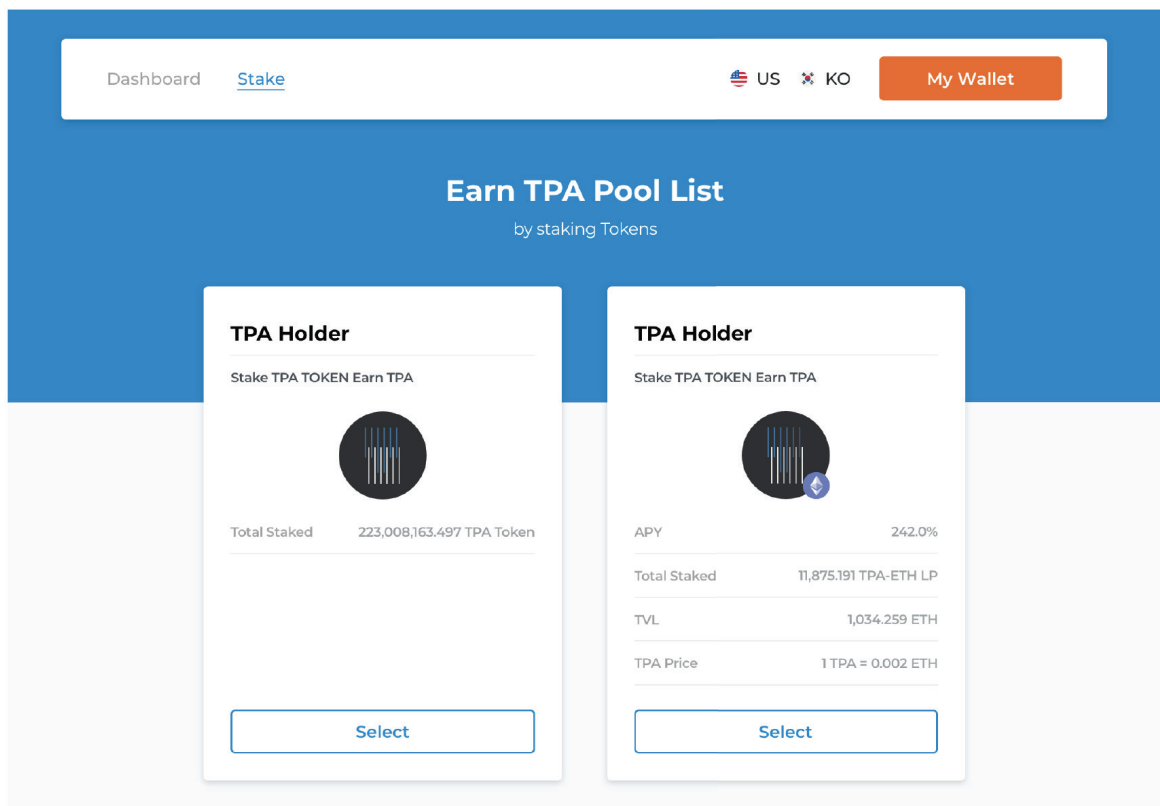 Dashboard Stake US KO My Wallet
Earn TPA Pool List
by staking Tokens
TPA Holder
Stake TPA TOKEN Earn TPA
Total Staked 223,008,163.497 TPA Token
Select
TPA Holder
Stake TPA TOKEN Earn TPA
APY 242.0%
Total Staked 11,875.191 TPA-ETH LP
TVL 1,034.259 ETH
TPA Price 1 TPA = 0.002 ETH
Select